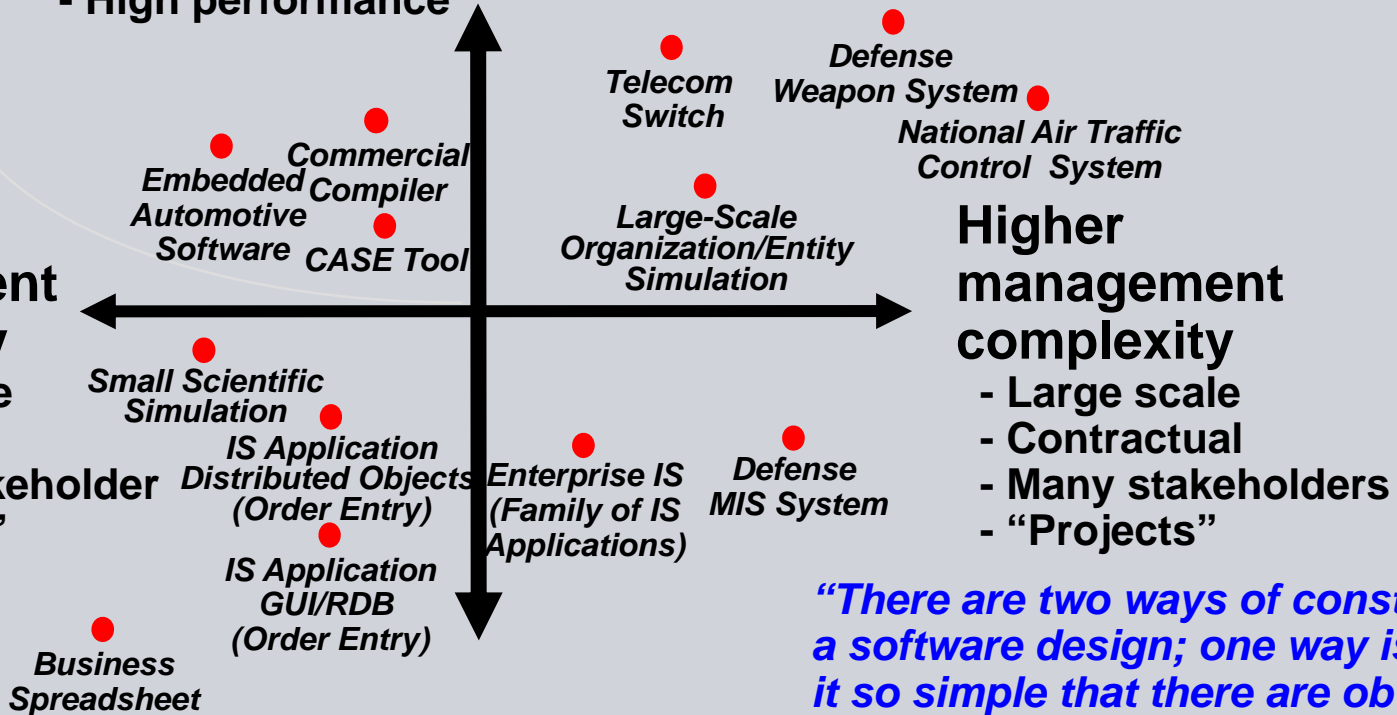 - High performance
Telecom
Switch
Defense
Weapon System
National Air Traffic
Control System
Commercial
Compiler
Embedded
Automotive
Software
CASE Tool
Large-Scale
Organization/Entity
Simulation
Higher
management
complexity
- Large scale
- Contractual
- Many stakeholders
- “Projects”
Small Scientific
Simulation
IS Application
Distributed Objects
(Order Entry)
IS Application
GUI/RDB
(Order Entry)
Enterprise IS
(Family of IS
Applications)
Defense
MIS System
Business
Spreadsheet
“There are two ways of
a software design; one way
it so simple that there are